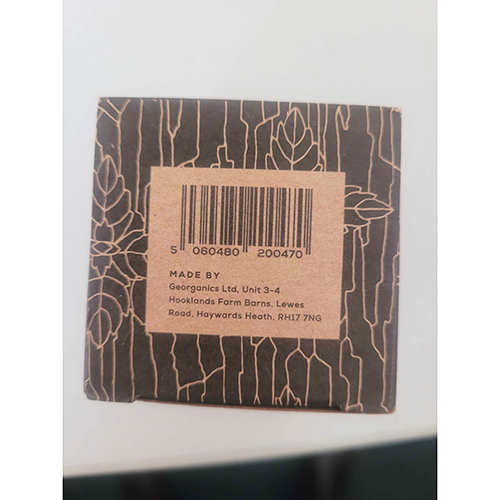 5 060480 200470
MADE BY
Georganics Ltd, Unit 3-4
Hooklands Farm Barns, Lewes
Road, Haywards Heath, RH17 7NG